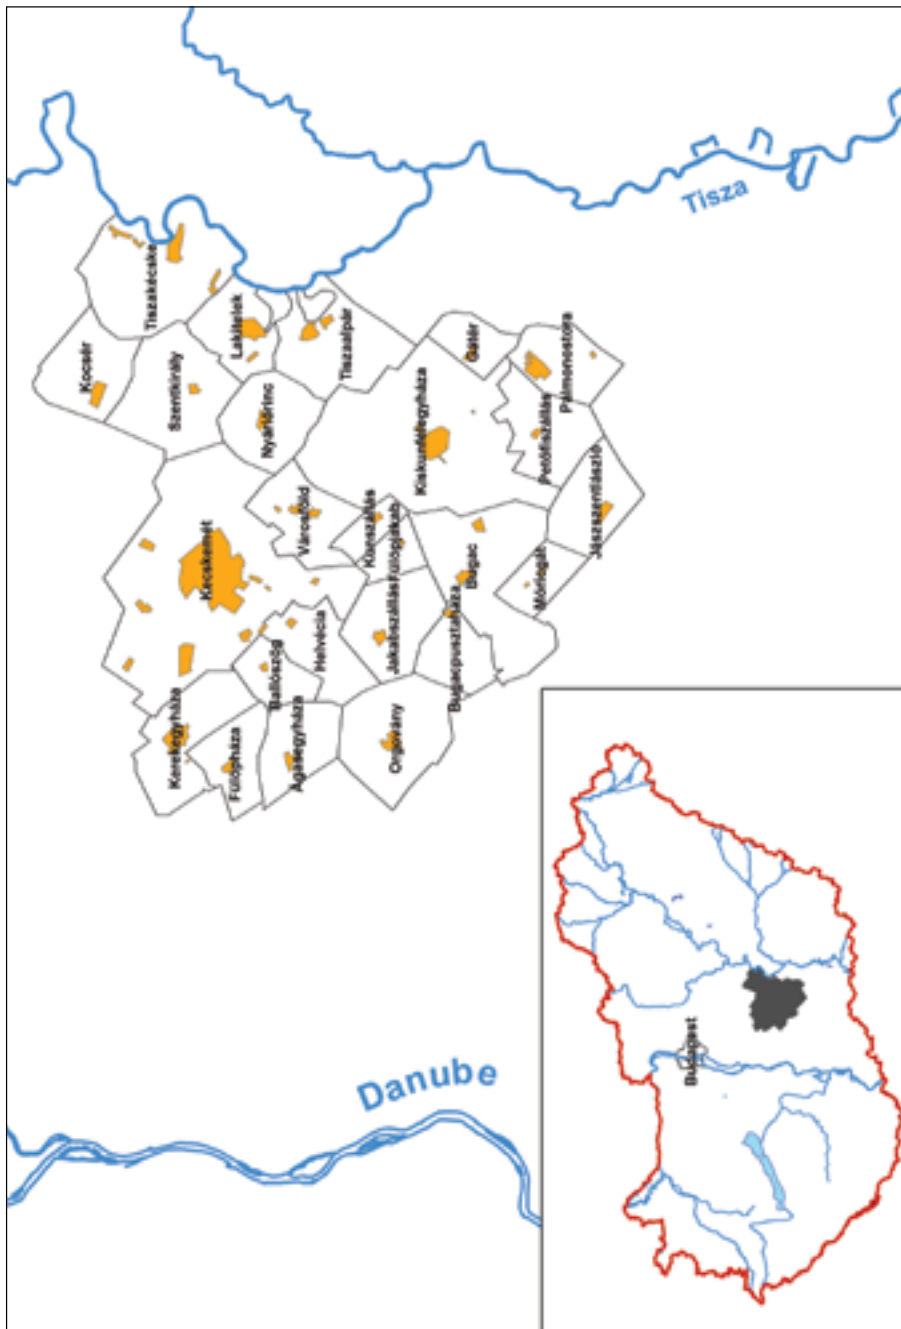 Tisza
Tiszakécske
Kocsér
Lakitelek
Szentkirály
Tiszaalpár
Nyárlőrinc
Gátér
Pálmonostora
Kiskunfélegyháza
Petőfiszállás
Jászszentlászló
Városföld
Kunszállás
Fülöpjakab
Kecskemét
Bugac
Móricgát
Jakabszállás
Bugacpusztaháza
Helvécia
Ballószög
Kerekegyháza
Fülöpháza
Ágasegyháza
Orgovány
Danube
Budapest